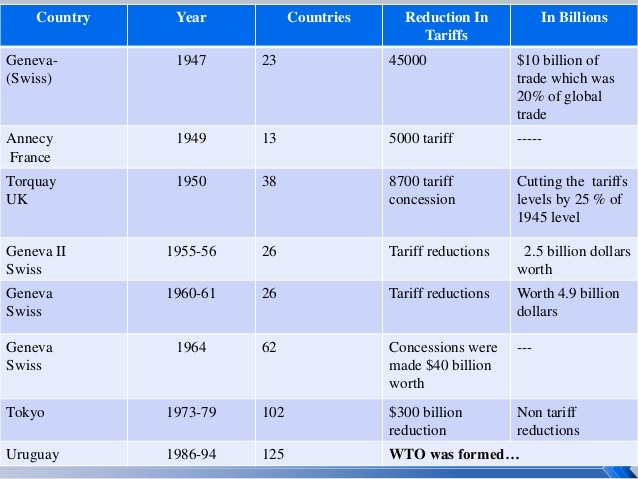 Country Year Countries Reduction In Tariffs In Billions
Geneva- (Swiss) 1947 23 45000 $10 billion of trade which was 20% of global trade
Annecy France 1949 13 5000 tariff -----
Torquay UK 1950 38 8700 tariff concession Cutting the tariffs levels by 25 % of 1945 level
Geneva II Swiss 1955-56 26 Tariff reductions 2.5 billion dollars worth
Geneva Swiss 1960-61 26 Tariff reductions Worth 4.9 billion dollars
Geneva Swiss 1964 62 Concessions were made $40 billion worth ---
Tokyo 1973-79 102 $300 billion reduction Non tariff reductions
Uruguay 1986-94 125 WTO was formed…